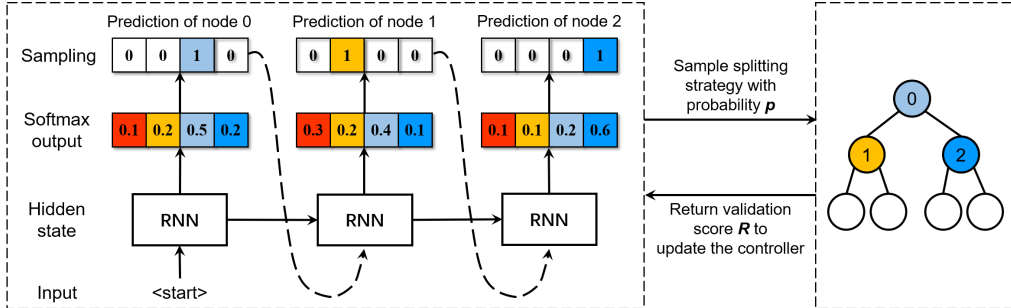 Prediction of node 0 Prediction of node 1 Prediction of node 2
Sampling 0 0 1 0 0 1 0 0 0 0 0 1
Softmax
output
0.1 0.2 0.5 0.2 0.3 0.2 0.4 0.1 0.1 0.1 0.2 0.6
Hidden
state
RNN RNN RNN
Input <start>
Sample splitting
strategy with
probability p
Return validation
score R to
update the controller
0
1 2